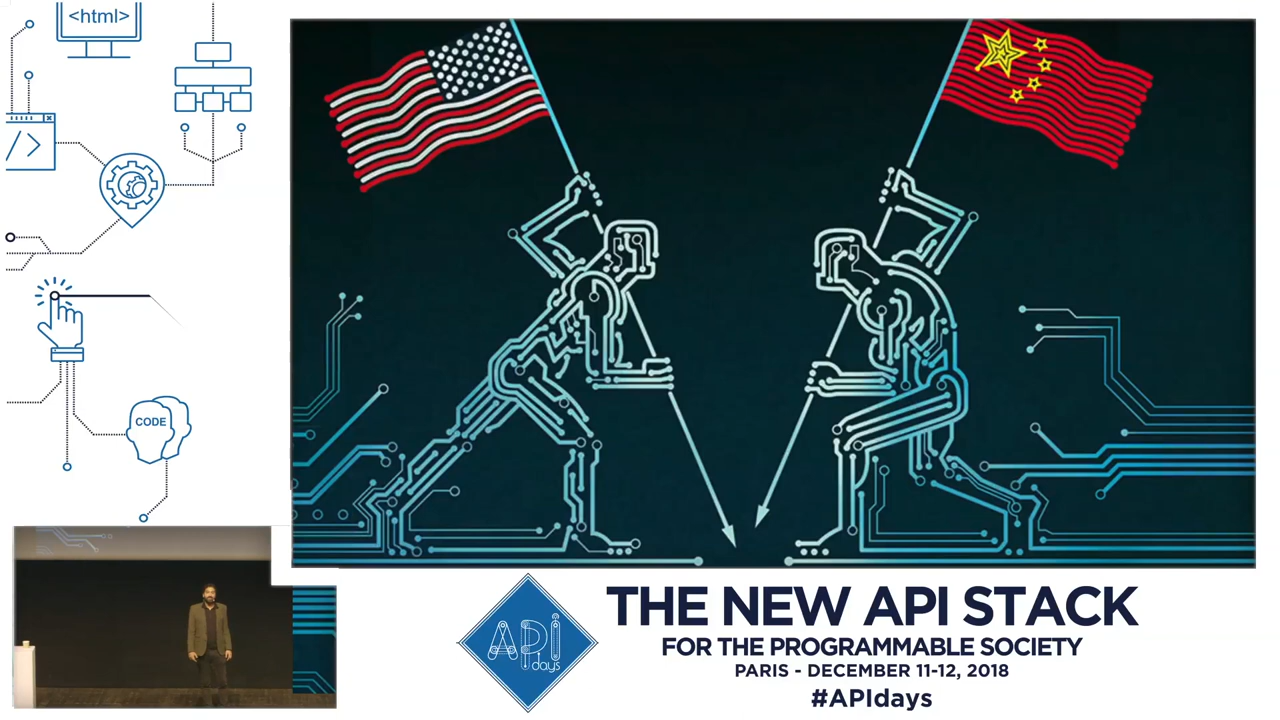 <html>
</>
CODE
API
days
THE NEW API STACK
FOR THE PROGRAMMABLE SOCIETY
PARIS - DECEMBER 11-12, 2018
#APIdays